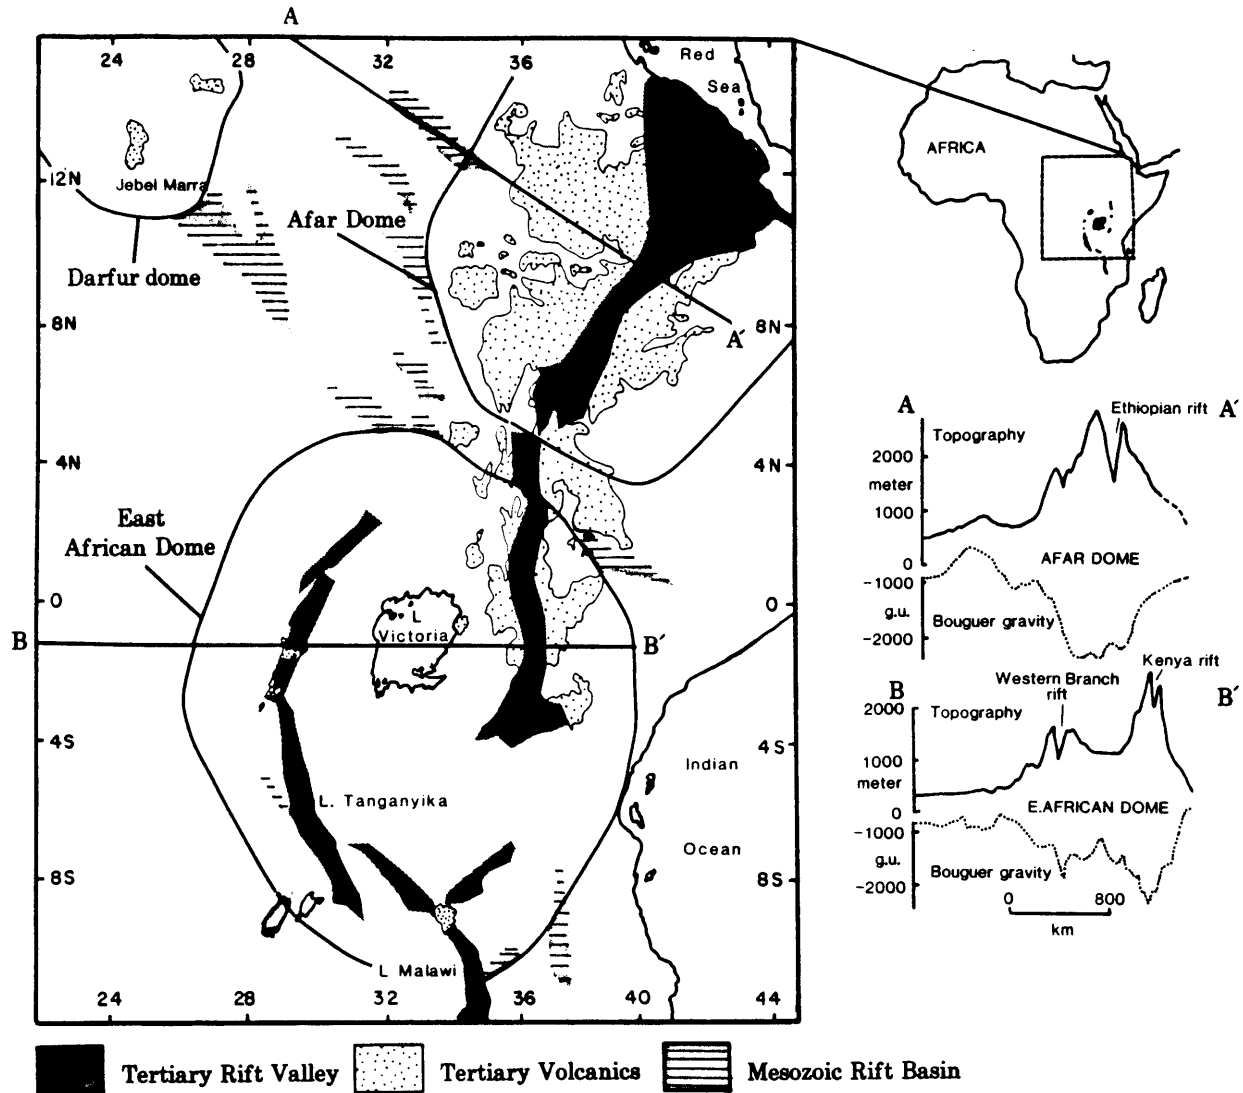 A
24
28
32
36
Red
Sea
12N
Jebel Marra
Afar Dome
Darfur dome
8N
A′
8N
4N
4N
East
African Dome
0
0
L
Victoria
B
B′
4S
4S
L. Tanganyika
Indian
Ocean
8S
8S
L Malawi
24
28
32
36
40
44
Tertiary Rift Valley
Tertiary Volcanics
Mesozoic Rift Basin
AFRICA
A
A′
Ethiopian rift
Topography
2000
meter
1000
0
AFAR DOME
-1000
g.u.
Bouguer gravity
-2000
Kenya rift
Western Branch
rift
B
B′
2000
Topography
1000
meter
0
E.AFRICAN DOME
-1000
g.u.
Bouguer gravity
-2000
0
800
km